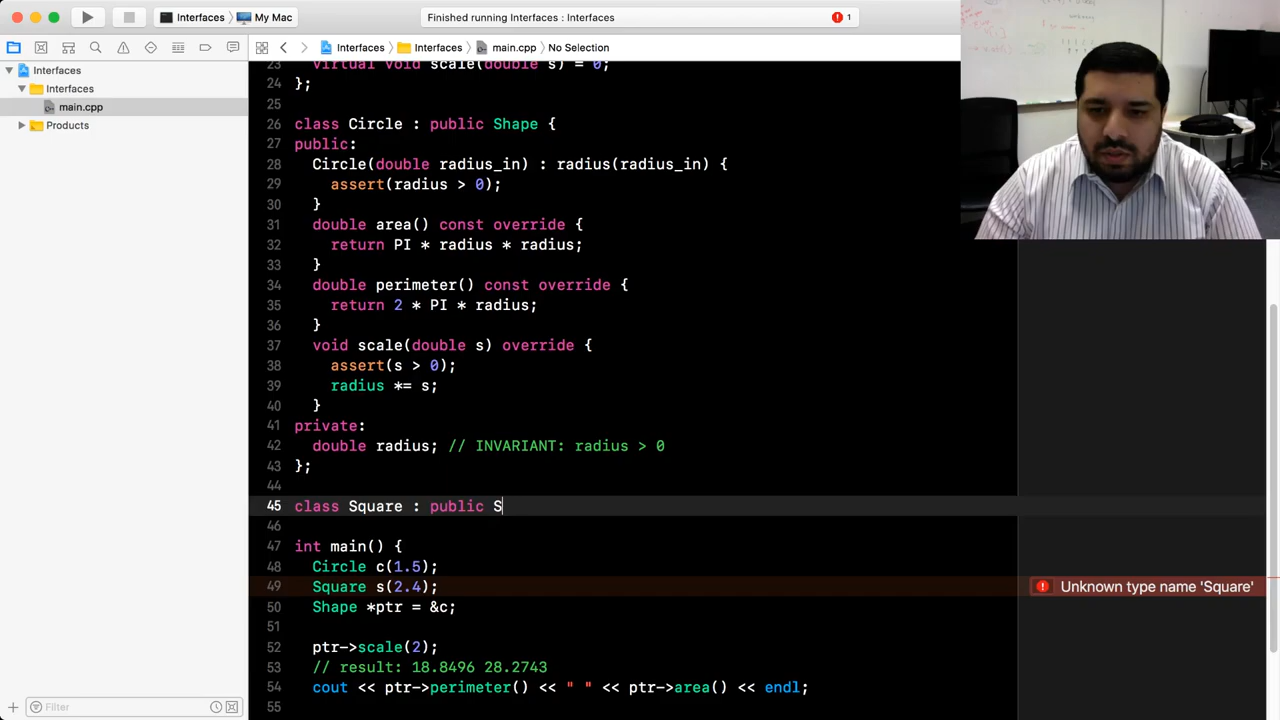 Interfaces My Mac
Finished running Interfaces : Interfaces
1
Interfaces Interfaces main.cpp No Selection
Interfaces
Interfaces
main.cpp
Products
23 virtual void scale(double s) = 0;
24 };
25
26 class Circle : public Shape {
27 public:
28 Circle(double radius_in) : radius(radius_in) {
29 assert(radius > 0);
30 }
31 double area() const override {
32 return PI * radius * radius;
33 }
34 double perimeter() const override {
35 return 2 * PI * radius;
36 }
37 void scale(double s) override {
38 assert(s > 0);
39 radius *= s;
40 }
41 private:
42 double radius; // INVARIANT: radius > 0
43 };
44
45 class Square : public S
46
47 int main() {
48 Circle c(1.5);
49 Square s(2.4); Unknown type name 'Square'
50 Shape *ptr = &c;
51
52 ptr->scale(2);
53 // result: 18.8496 28.2743
54 cout << ptr->perimeter() << " " << ptr->area() << endl;
55
Filter